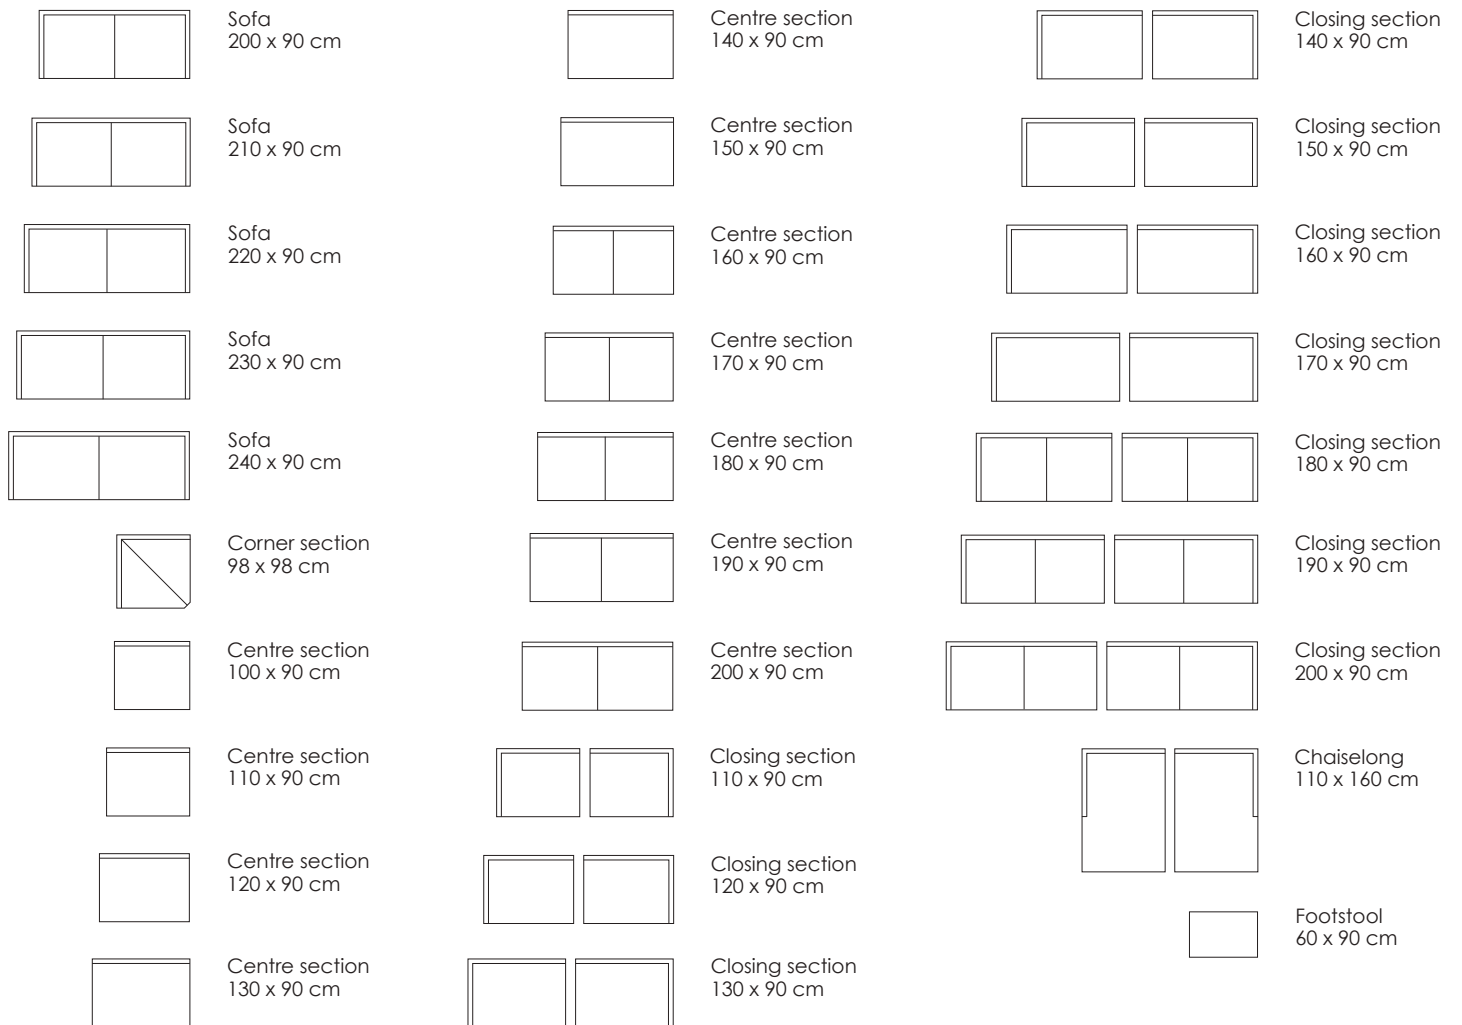 Sofa
200 x 90 cm
Sofa
210 x 90 cm
Sofa
220 x 90 cm
Sofa
230 x 90 cm
Sofa
240 x 90 cm
Corner section
98 x 98 cm
Centre section
100 x 90 cm
Centre section
110 x 90 cm
Centre section
120 x 90 cm
Centre section
130 x 90 cm
Centre section
140 x 90 cm
Centre section
150 x 90 cm
Centre section
160 x 90 cm
Centre section
170 x 90 cm
Centre section
180 x 90 cm
Centre section
190 x 90 cm
Centre section
200 x 90 cm
Closing section
110 x 90 cm
Closing section
120 x 90 cm
Closing section
130 x 90 cm
Closing section
140 x 90 cm
Closing section
150 x 90 cm
Closing section
160 x 90 cm
Closing section
170 x 90 cm
Closing section
180 x 90 cm
Closing section
190 x 90 cm
Closing section
200 x 90 cm
Chaiselong
110 x 160 cm
Footstool
60 x 90 cm